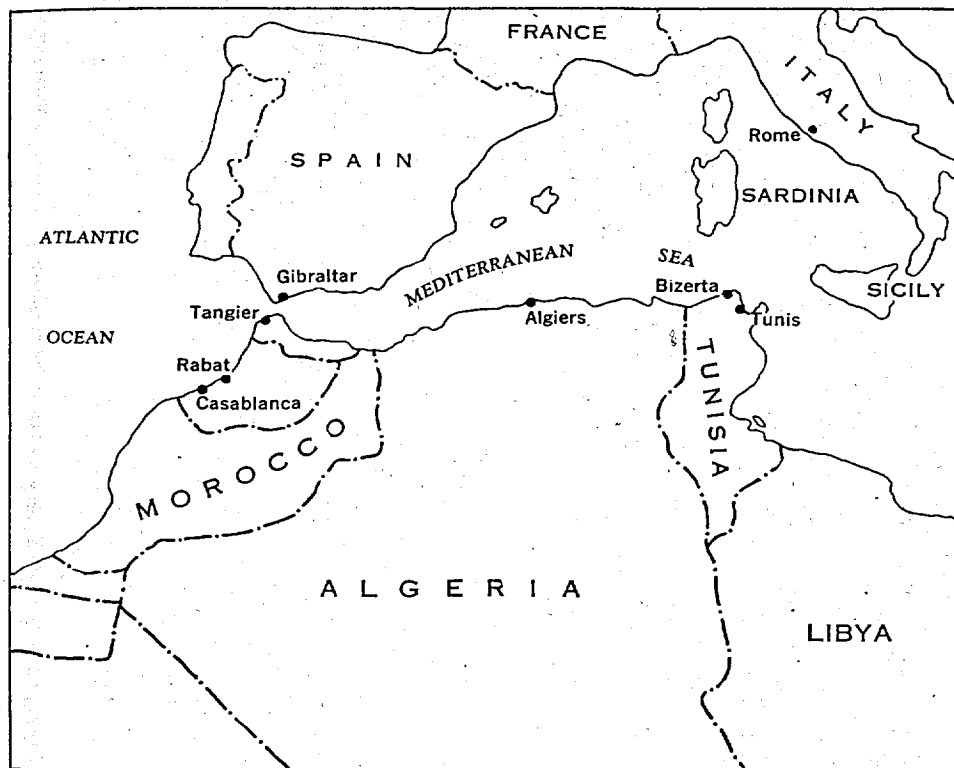 FRANCE
ITALY
Rome
SPAIN
SARDINIA
ATLANTIC
MEDITERRANEAN
SEA
Gibraltar
Bizerta
SICILY
Tangier
Algiers
Tunis
OCEAN
Rabat
Casablanca
TUNISIA
MOROCCO
ALGERIA
LIBYA